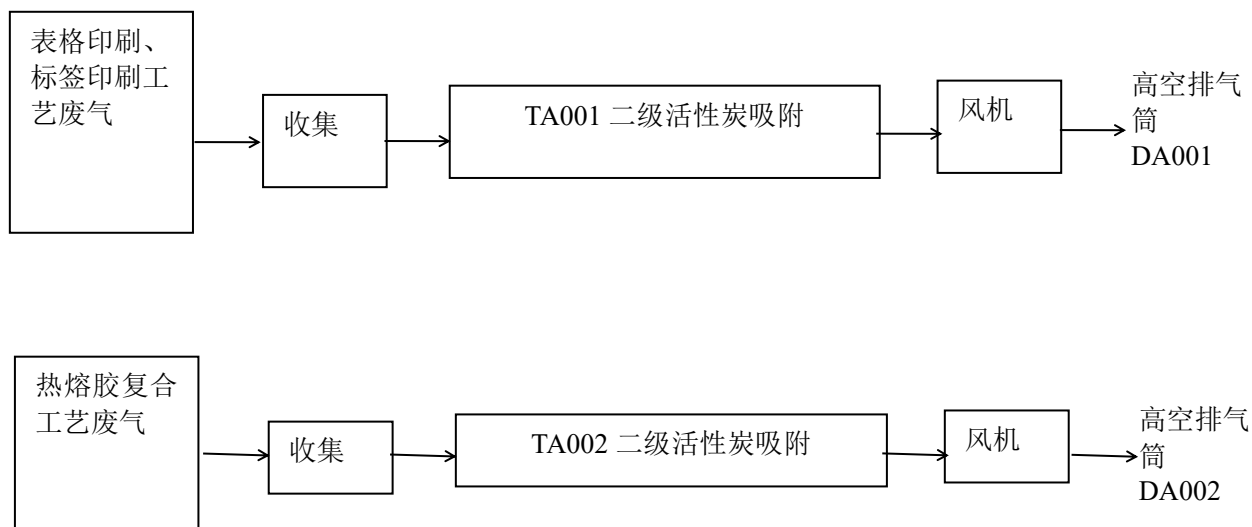 表格印刷、
标签印刷工
艺废气
收集
TA001 二级活性炭吸附
风机
高空排气
筒
DA001
热熔胶复合
工艺废气
收集
TA002 二级活性炭吸附
风机
高空排气
筒
DA002